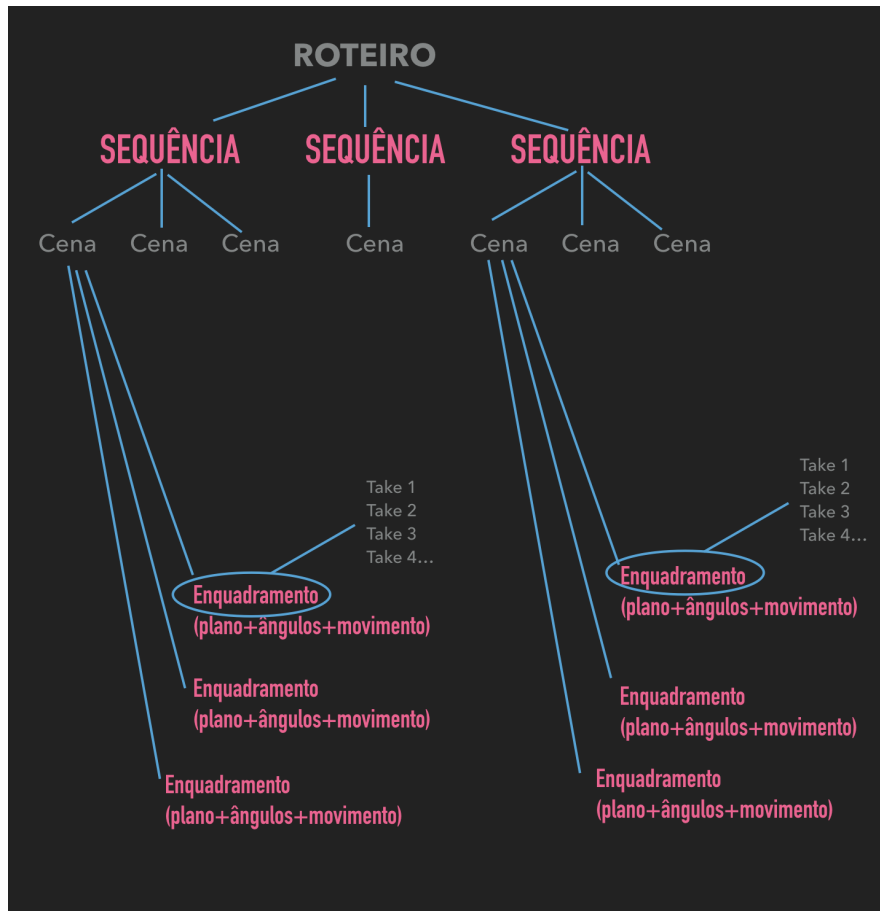 ROTEIRO
SEQUÊNCIA SEQUÊNCIA SEQUÊNCIA
Cena Cena Cena Cena Cena Cena Cena
Take 1
Take 2
Take 3
Take 4...
Enquadramento
(plano+ângulos+movimento)
Enquadramento
(plano+ângulos+movimento)
Enquadramento
(plano+ângulos+movimento)
Take 1
Take 2
Take 3
Take 4...
Enquadramento
(plano+ângulos+movimento)
Enquadramento
(plano+ângulos+movimento)
Enquadramento
(plano+ângulos+movimento)